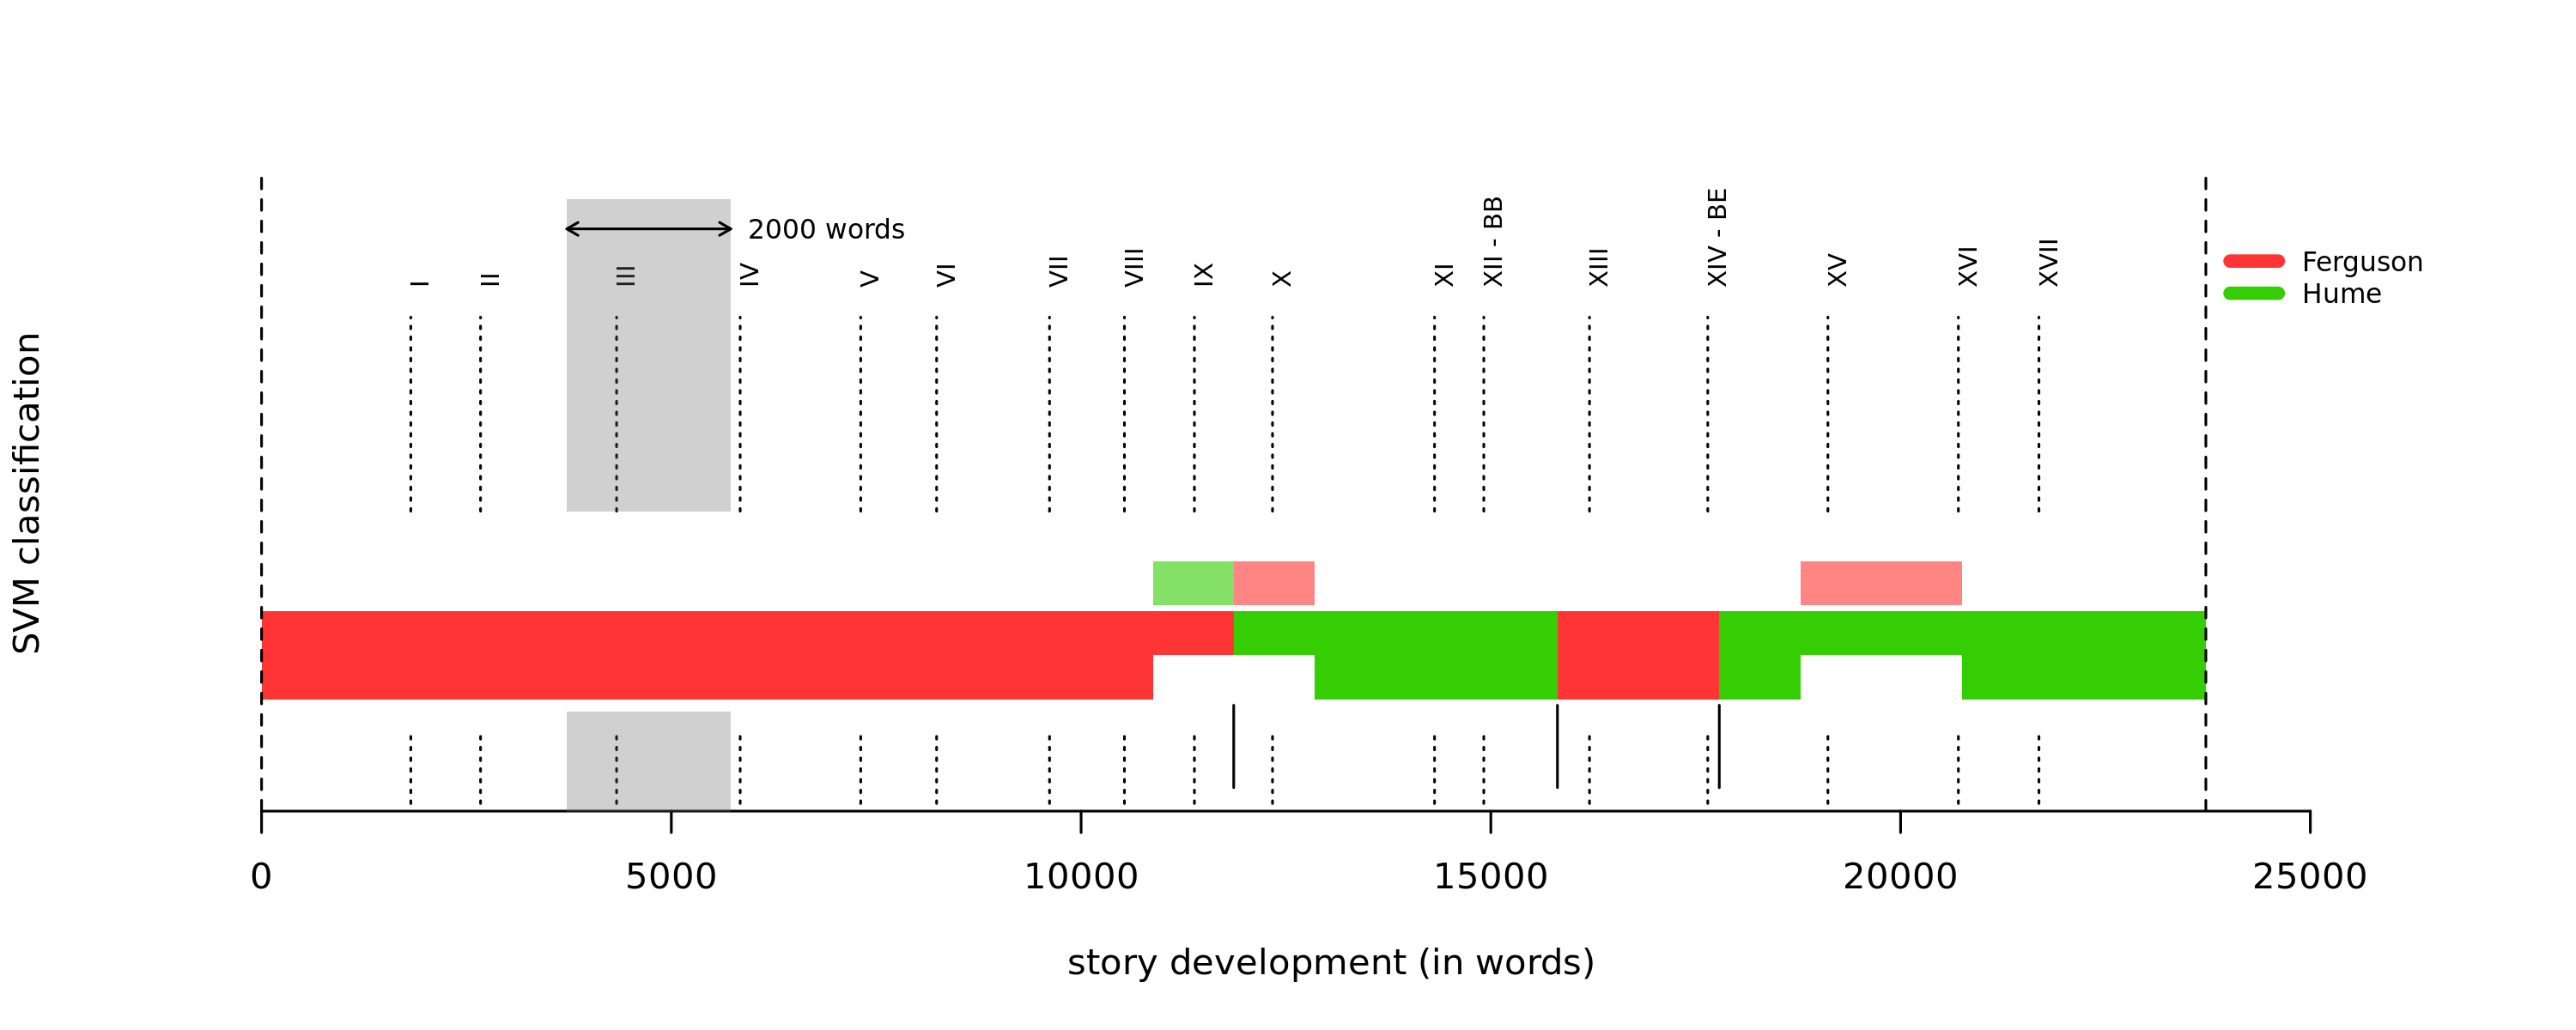 2000 words
I
II
III
IV
V
VI
VII
VIII
IX
X
XI
XII - BB
XIII
XIV - BE
XV
XVI
XVII
Ferguson
Hume
SVM classification
0
5000
10000
15000
20000
25000
story development (in words)